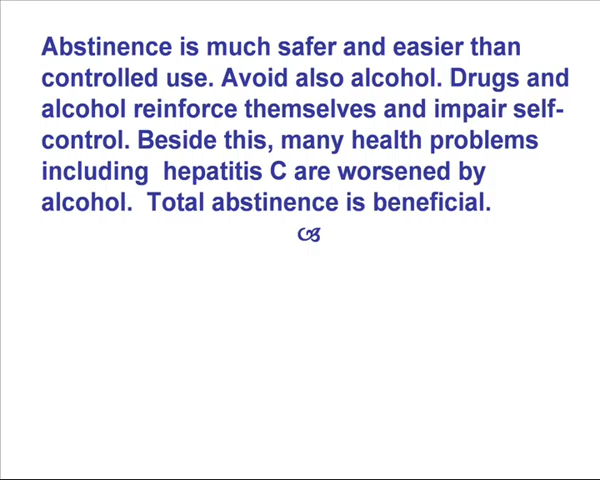 Abstinence is much safer and easier than
controlled use. Avoid also alcohol. Drugs and
alcohol reinforce themselves and impair self-
control. Beside this, many health problems
including  hepatitis C are worsened by
alcohol.  Total abstinence is beneficial.